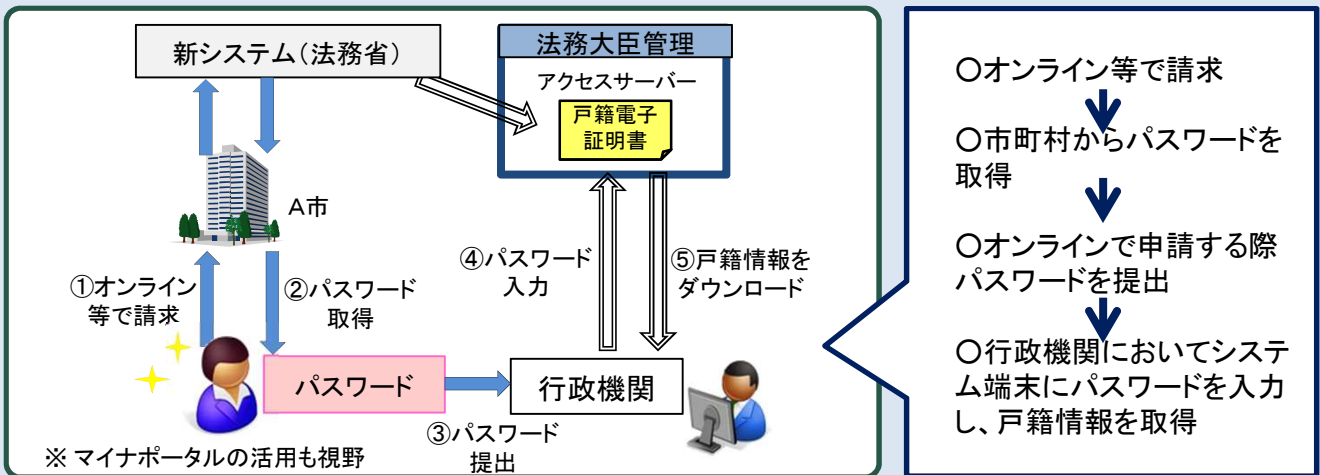 新システム（法務省）
法務大臣管理
アクセスサーバー
戸籍電子
証明書
A市
①オンライン
等で請求
②パスワード
取得
④パスワード
入力
⑤戸籍情報を
ダウンロード
パスワード
行政機関
③パスワード
提出
※ マイナポータルの活用も視野
〇オンライン等で請求
〇市町村からパスワードを
取得
〇オンラインで申請する際
パスワードを提出
〇行政機関においてシステ
ム端末にパスワードを入力
し、戸籍情報を取得